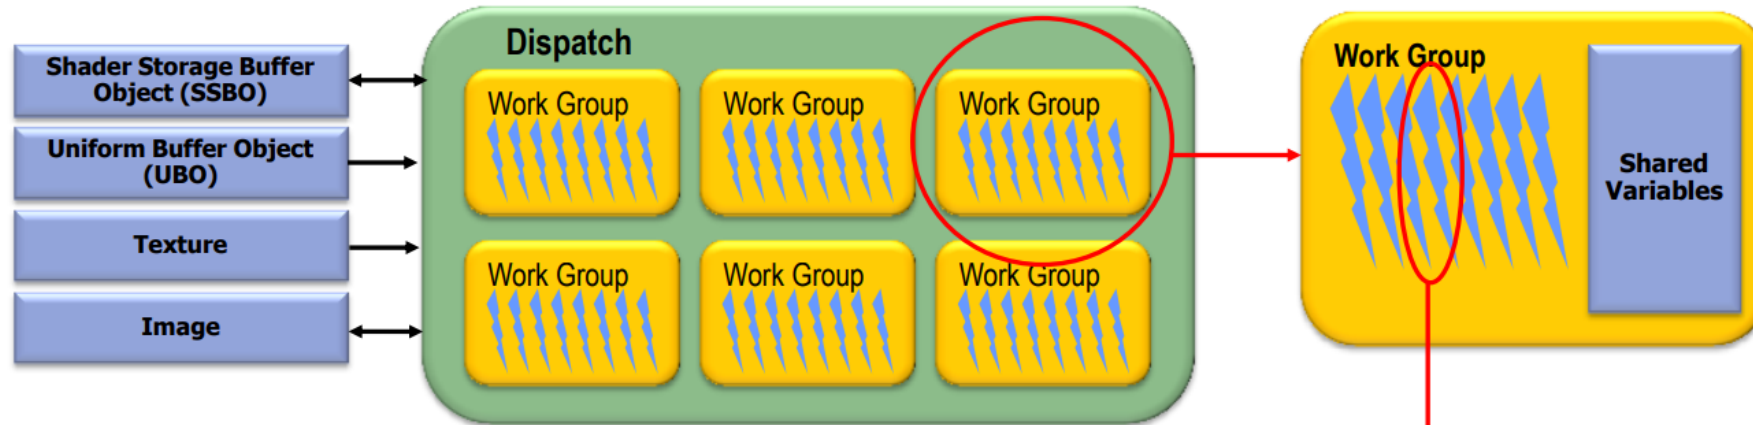 Shader Storage Buffer
Object (SSBO)
Uniform Buffer Object
(UBO)
Texture
Image
Dispatch
Work Group
Work Group
Work Group
Work Group
Work Group
Work Group
Work Group
Shared
Variables